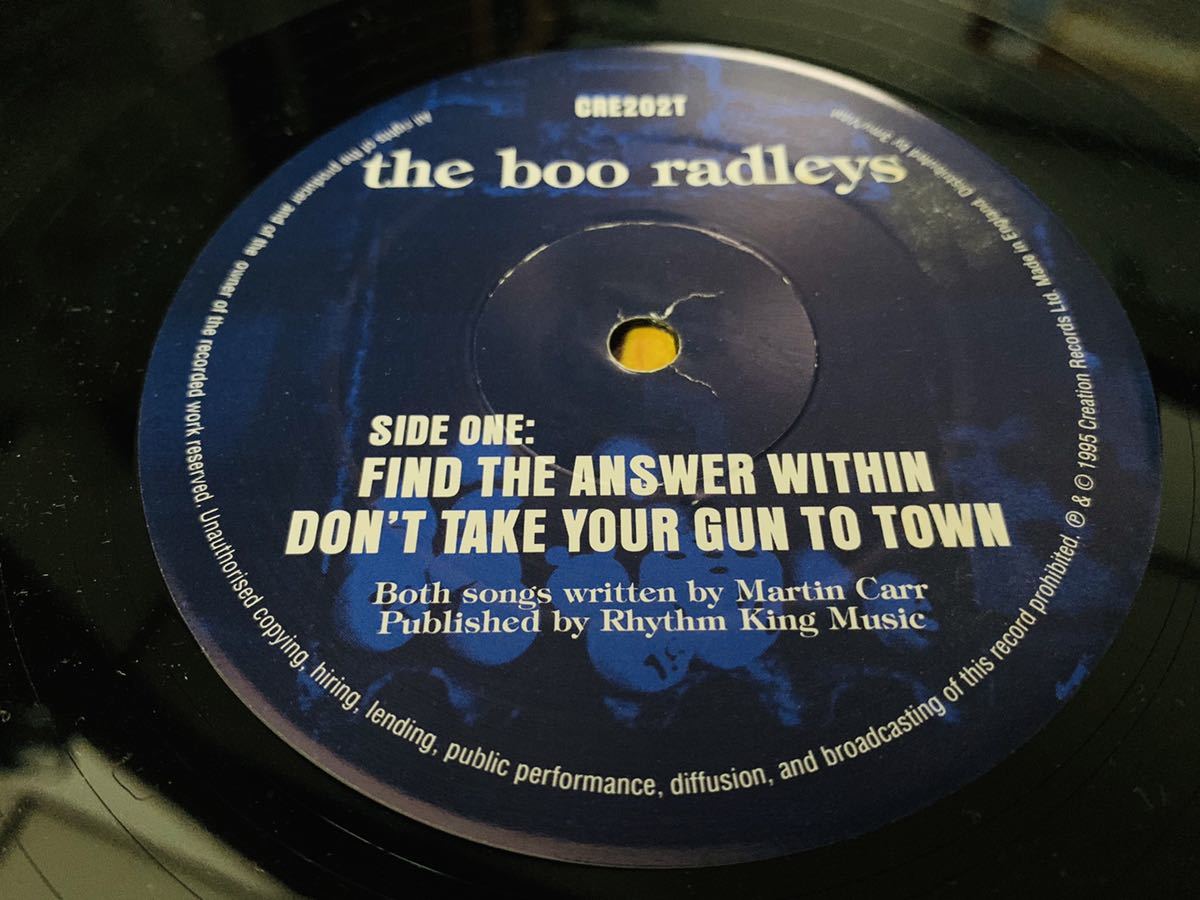 CRE202T
the boo radleys
SIDE ONE:
FIND THE ANSWER WITHIN
DON'T TAKE YOUR GUN TO TOWN
Both songs written by Martin Carr
Published by Rhythm King Music
All rights of the producer and of the owner of the recorded work reserved. Unauthorised copying, hiring, lending, public performance, diffusion, and broadcasting of this record prohibited. ℗ & © 1995 Creation Records Ltd. Made in England. Distributed by